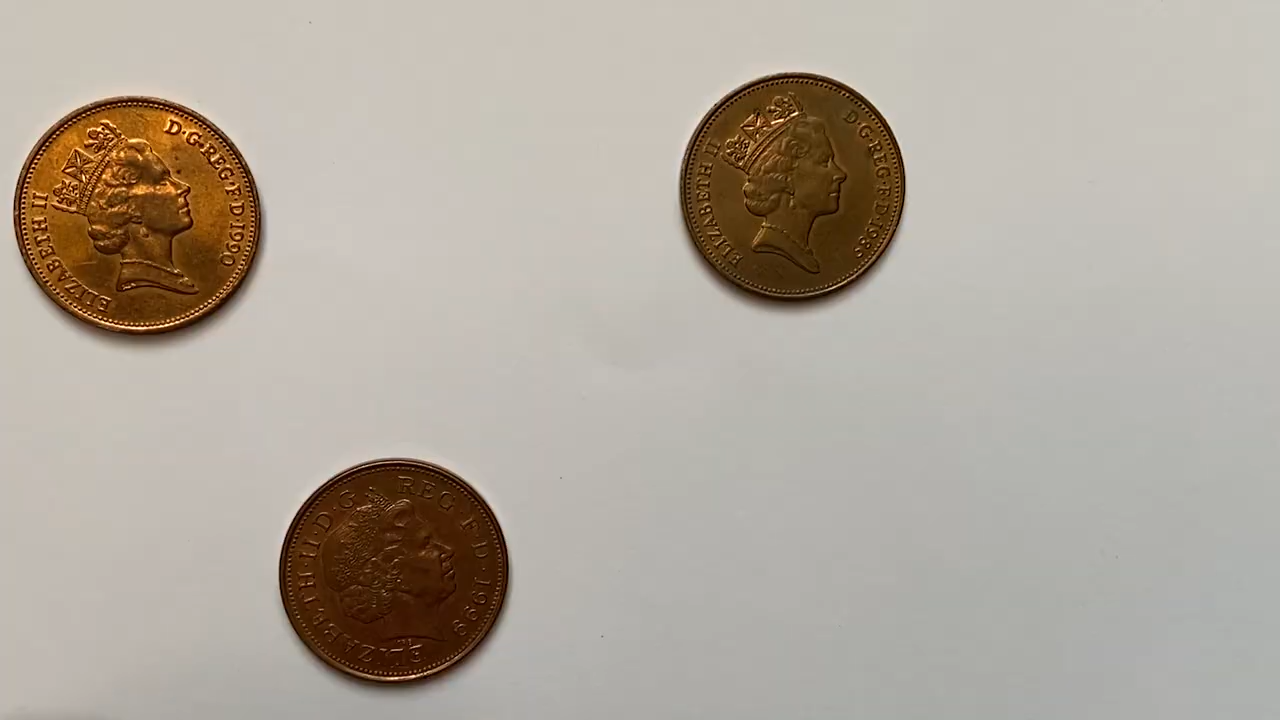 ELIZABETH II D·G·REG·F·D·1990
ELIZABETH II D·G·REG·F·D·1988
ELIZABETH·II·D·G REG·F·D·1999